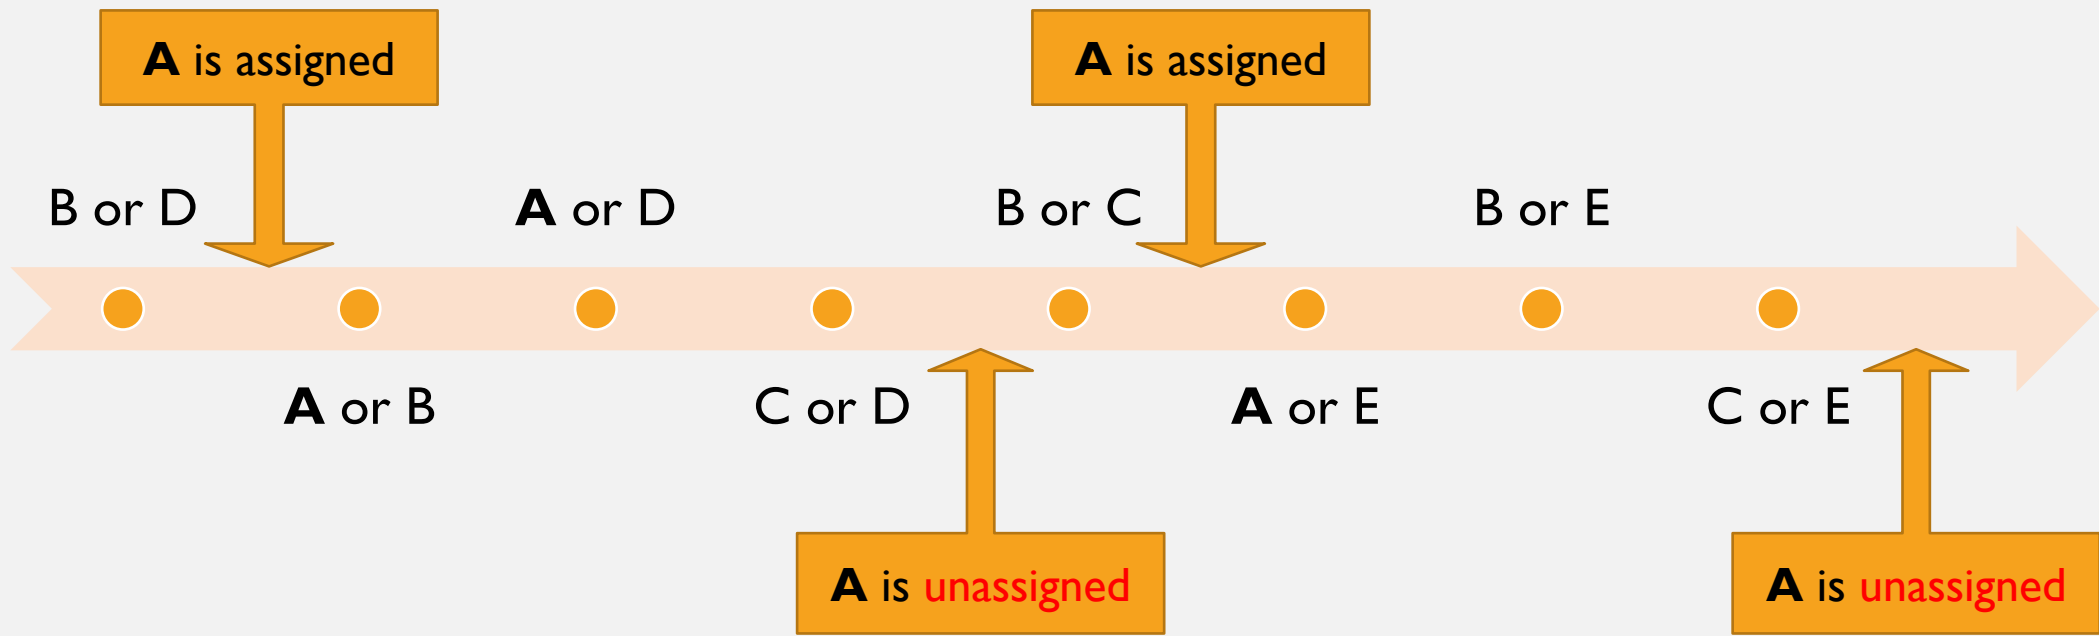 A is assigned
A is assigned
B or D
A or D
B or C
B or E
A or B
C or D
A or E
C or E
A is unassigned
A is unassigned